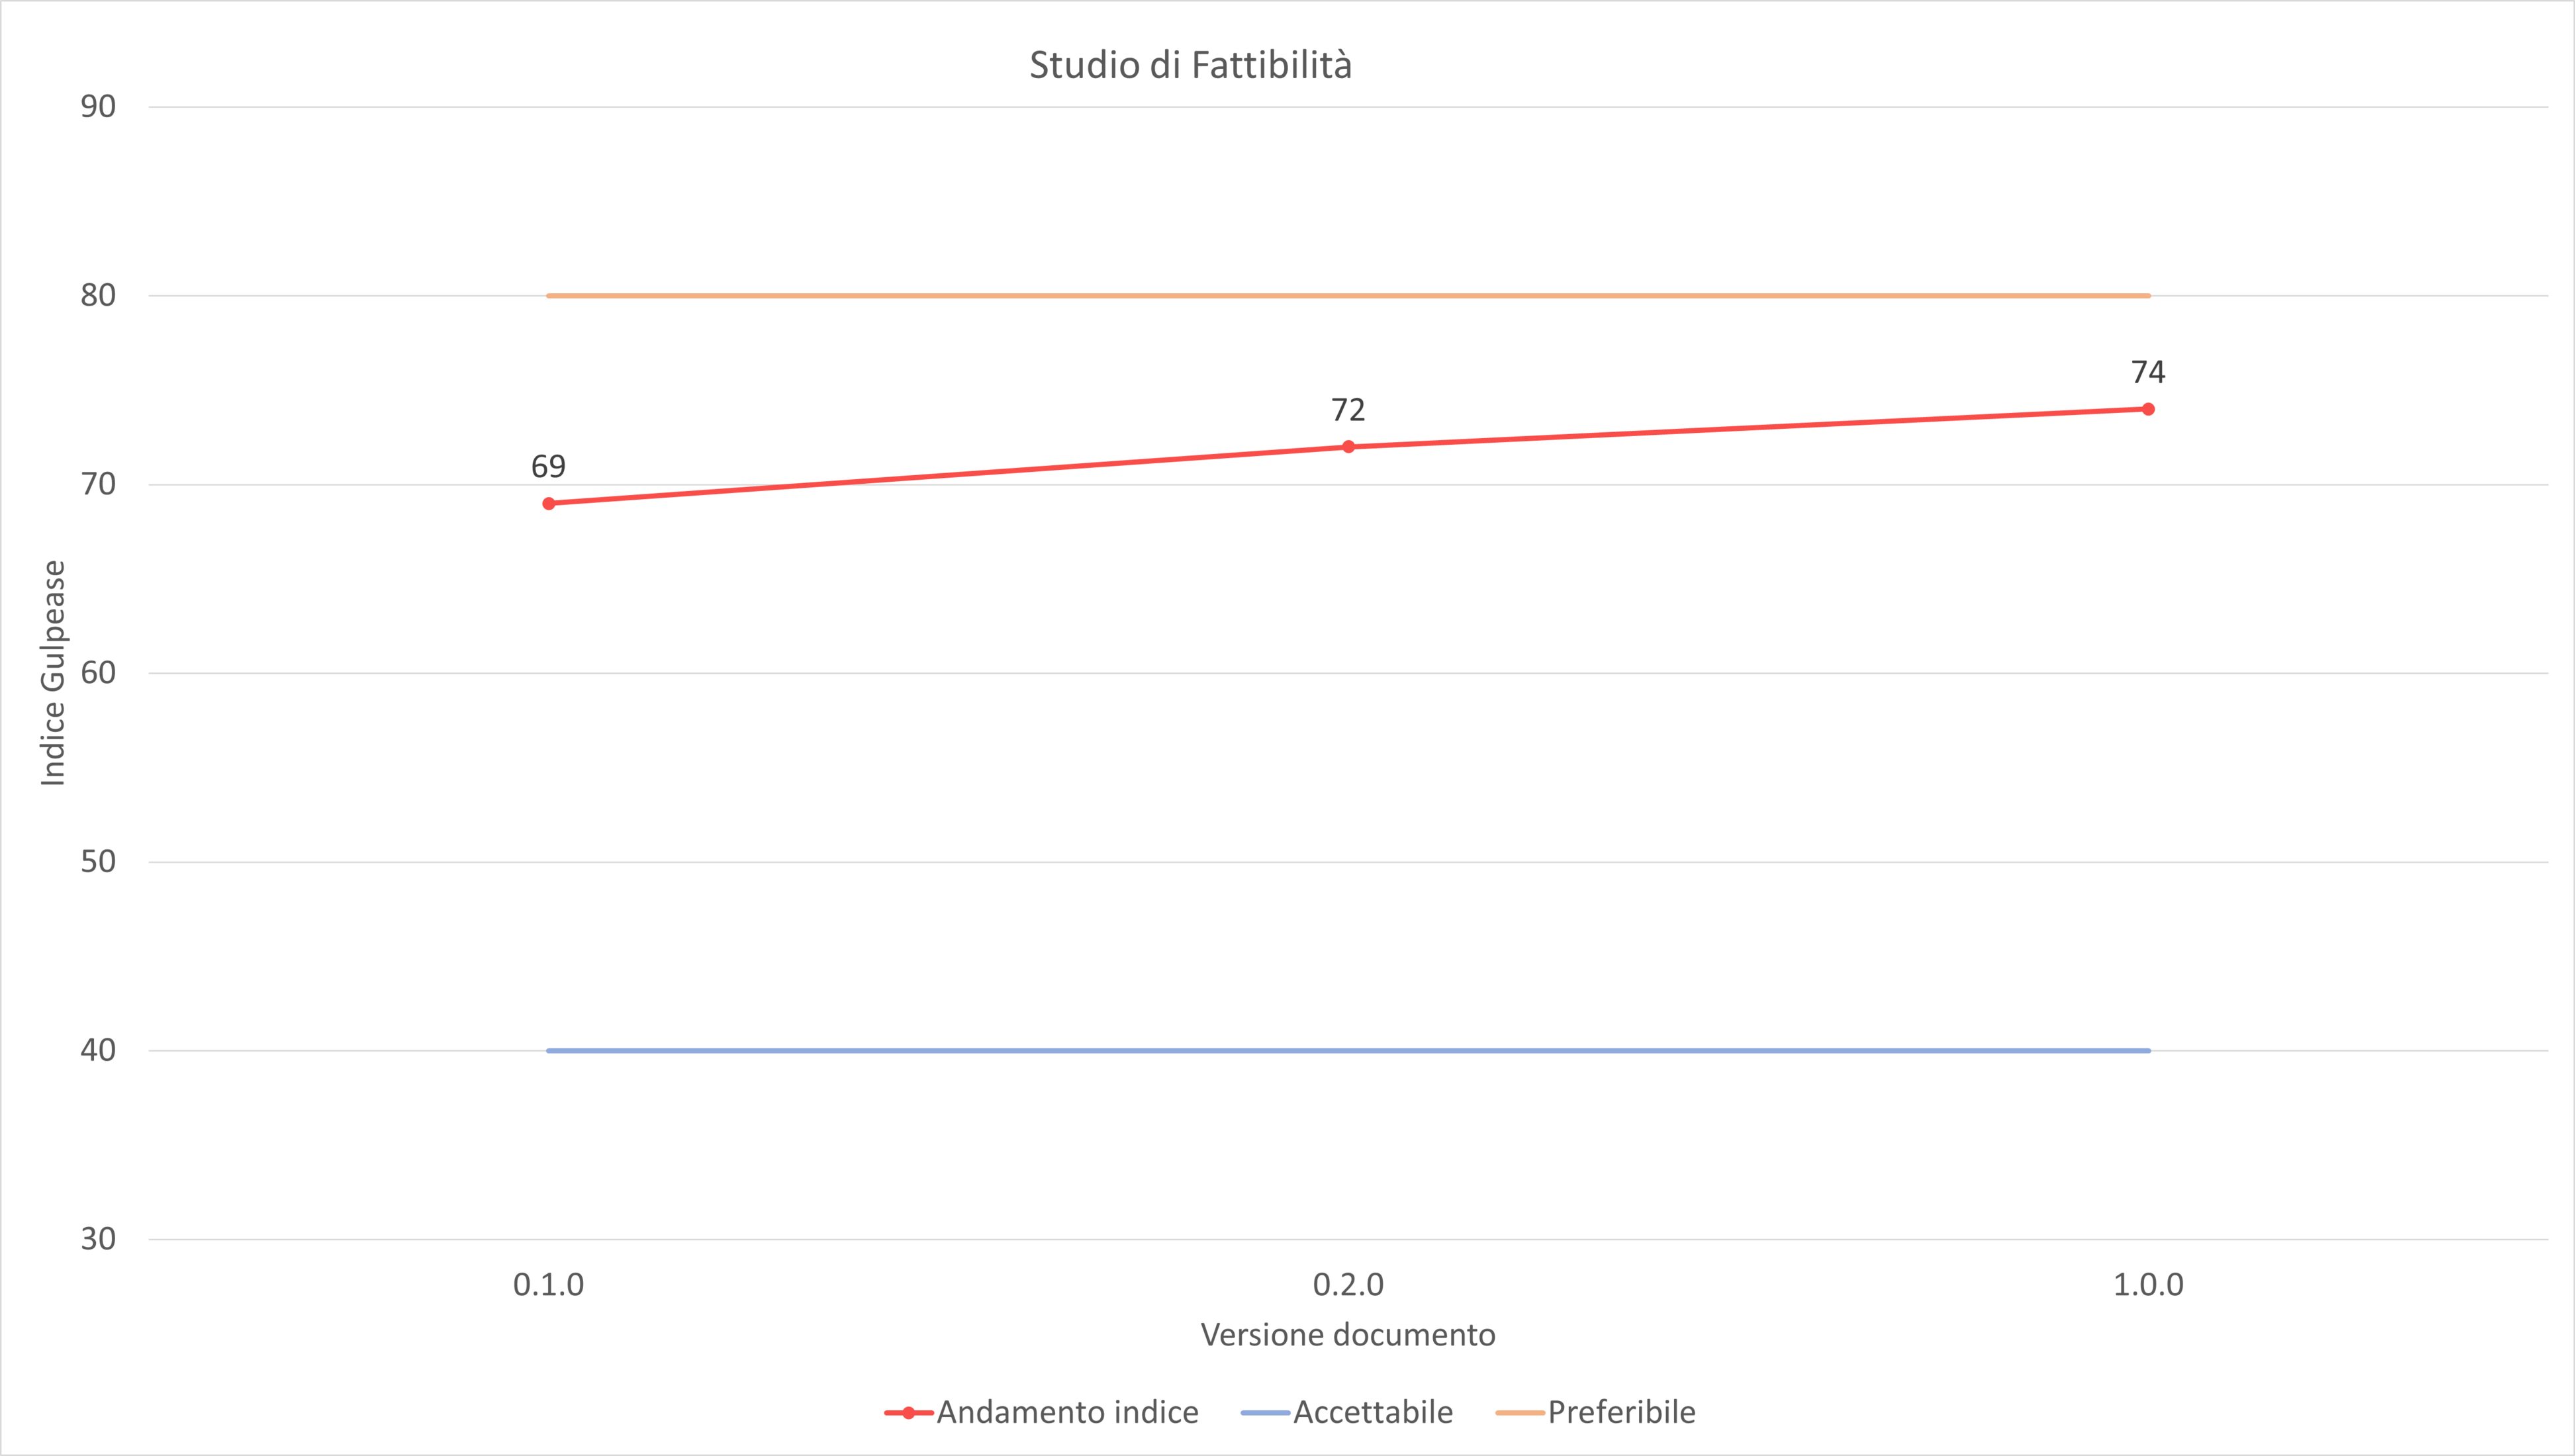 Studio di Fattibilità
90
80
70
60
50
40
30
Indice Gulpease
69
72
74
0.1.0
0.2.0
1.0.0
Versione documento
Andamento indice
Accettabile
Preferibile